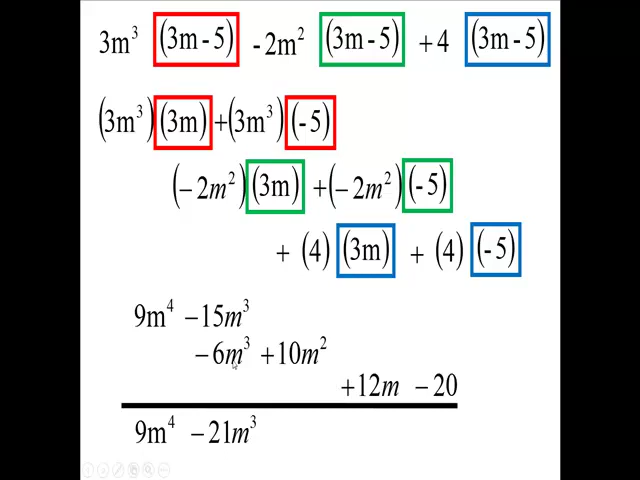 3m³ (3m - 5) - 2m² (3m - 5) + 4 (3m - 5)
(3m³)(3m) + (3m³)(- 5)
(− 2m²)(3m) + (− 2m²)(- 5)
+ (4)(3m) + (4)(- 5)
9m⁴ − 15m³
− 6m³ + 10m²
+ 12m − 20
9m⁴ − 21m³